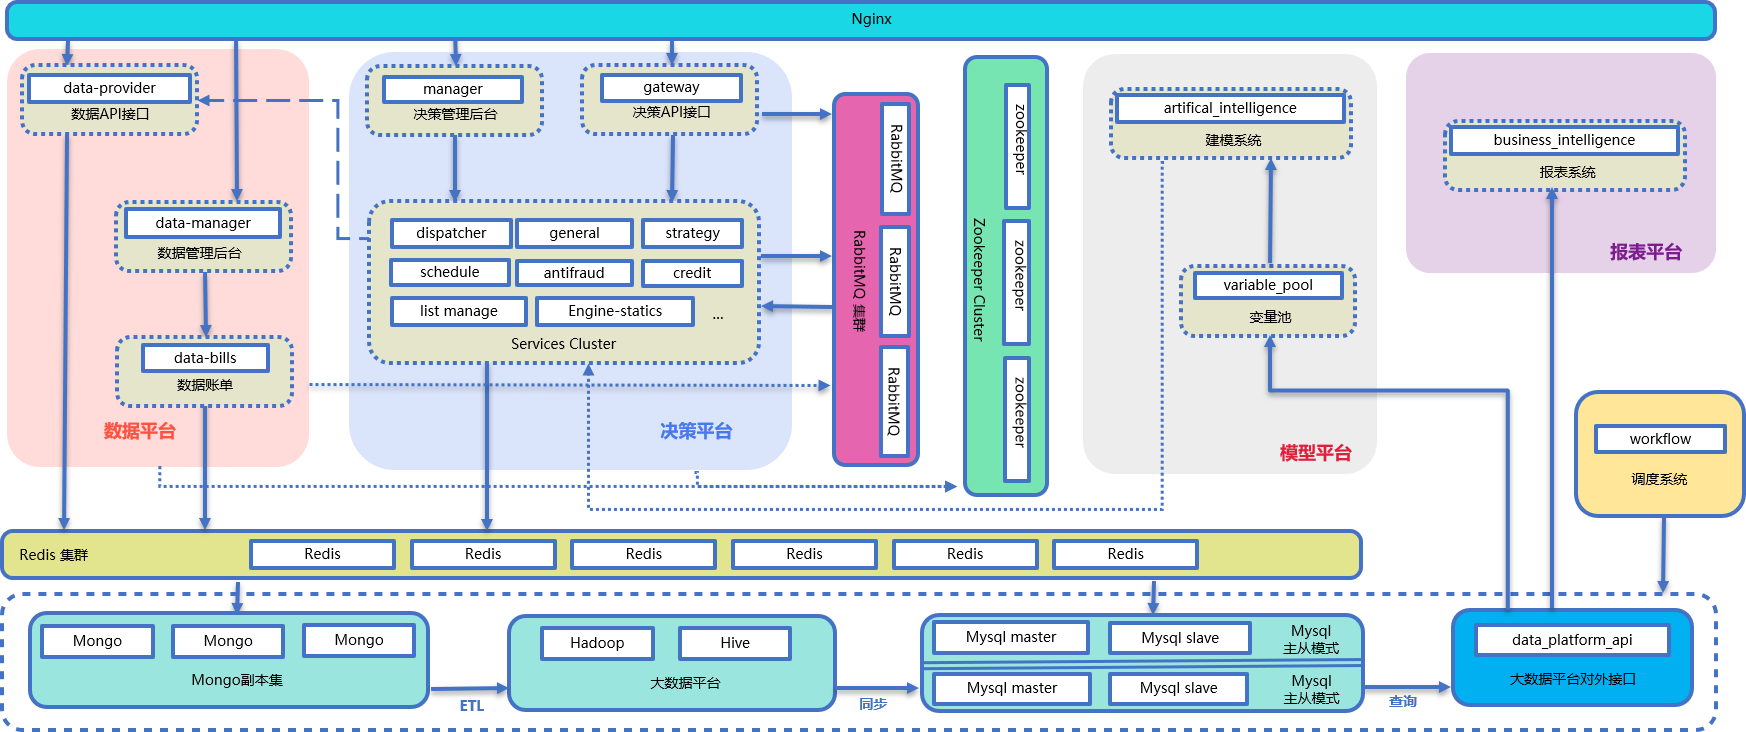 Nginx
data-provider
数据API接口
data-manager
数据管理后台
data-bills
数据账单
数据平台
manager
决策管理后台
gateway
决策API接口
dispatcher
general
strategy
schedule
antifraud
credit
list manage
Engine-statics
...
Services Cluster
决策平台
RabbitMQ 集群
RabbitMQ
RabbitMQ
RabbitMQ
Zookeeper Cluster
zookeeper
zookeeper
zookeeper
artifical_intelligence
建模系统
variable_pool
变量池
模型平台
business_intelligence
报表系统
报表平台
workflow
调度系统
Redis 集群
Redis
Redis
Redis
Redis
Redis
Redis
Mongo
Mongo
Mongo
Mongo副本集
ETL
Hadoop
Hive
大数据平台
同步
Mysql master
Mysql slave
Mysql
主从模式
Mysql master
Mysql slave
Mysql
主从模式
查询
data_platform_api
大数据平台对外接口